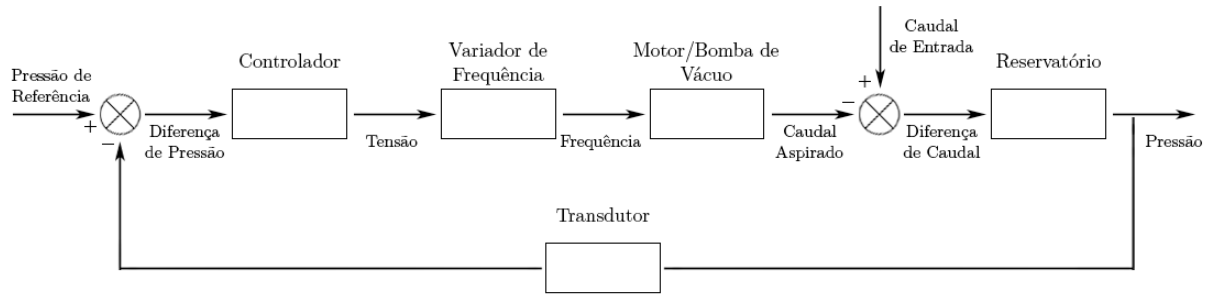 Pressão de
Referência
+
−
Diferença
de Pressão
Controlador
Tensão
Variador de
Frequência
Frequência
Motor/Bomba de
Vácuo
Caudal
Aspirado
Caudal
de Entrada
+
−
Diferença
de Caudal
Reservatório
Pressão
Transdutor